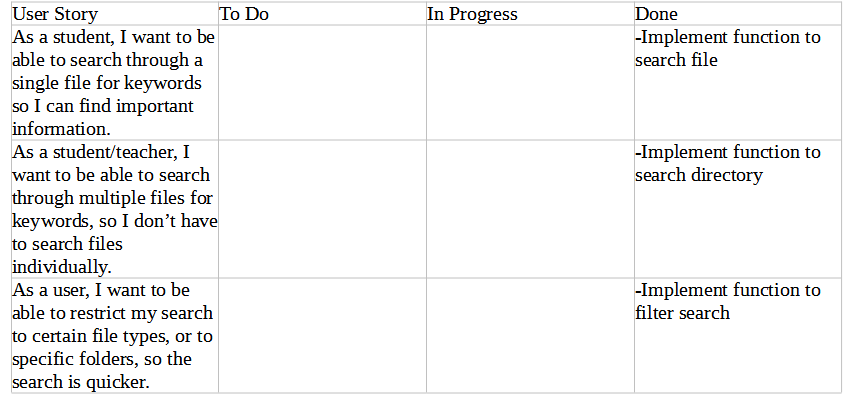 User Story To Do In Progress Done
As a student, I want to be
able to search through a
single file for keywords
so I can find important
information.
-Implement function to
search file
As a student/teacher, I
want to be able to search
through multiple files for
keywords, so I don’t have
to search files
individually.
-Implement function to
search directory
As a user, I want to be
able to restrict my search
to certain file types, or to
specific folders, so the
search is quicker.
-Implement function to
filter search